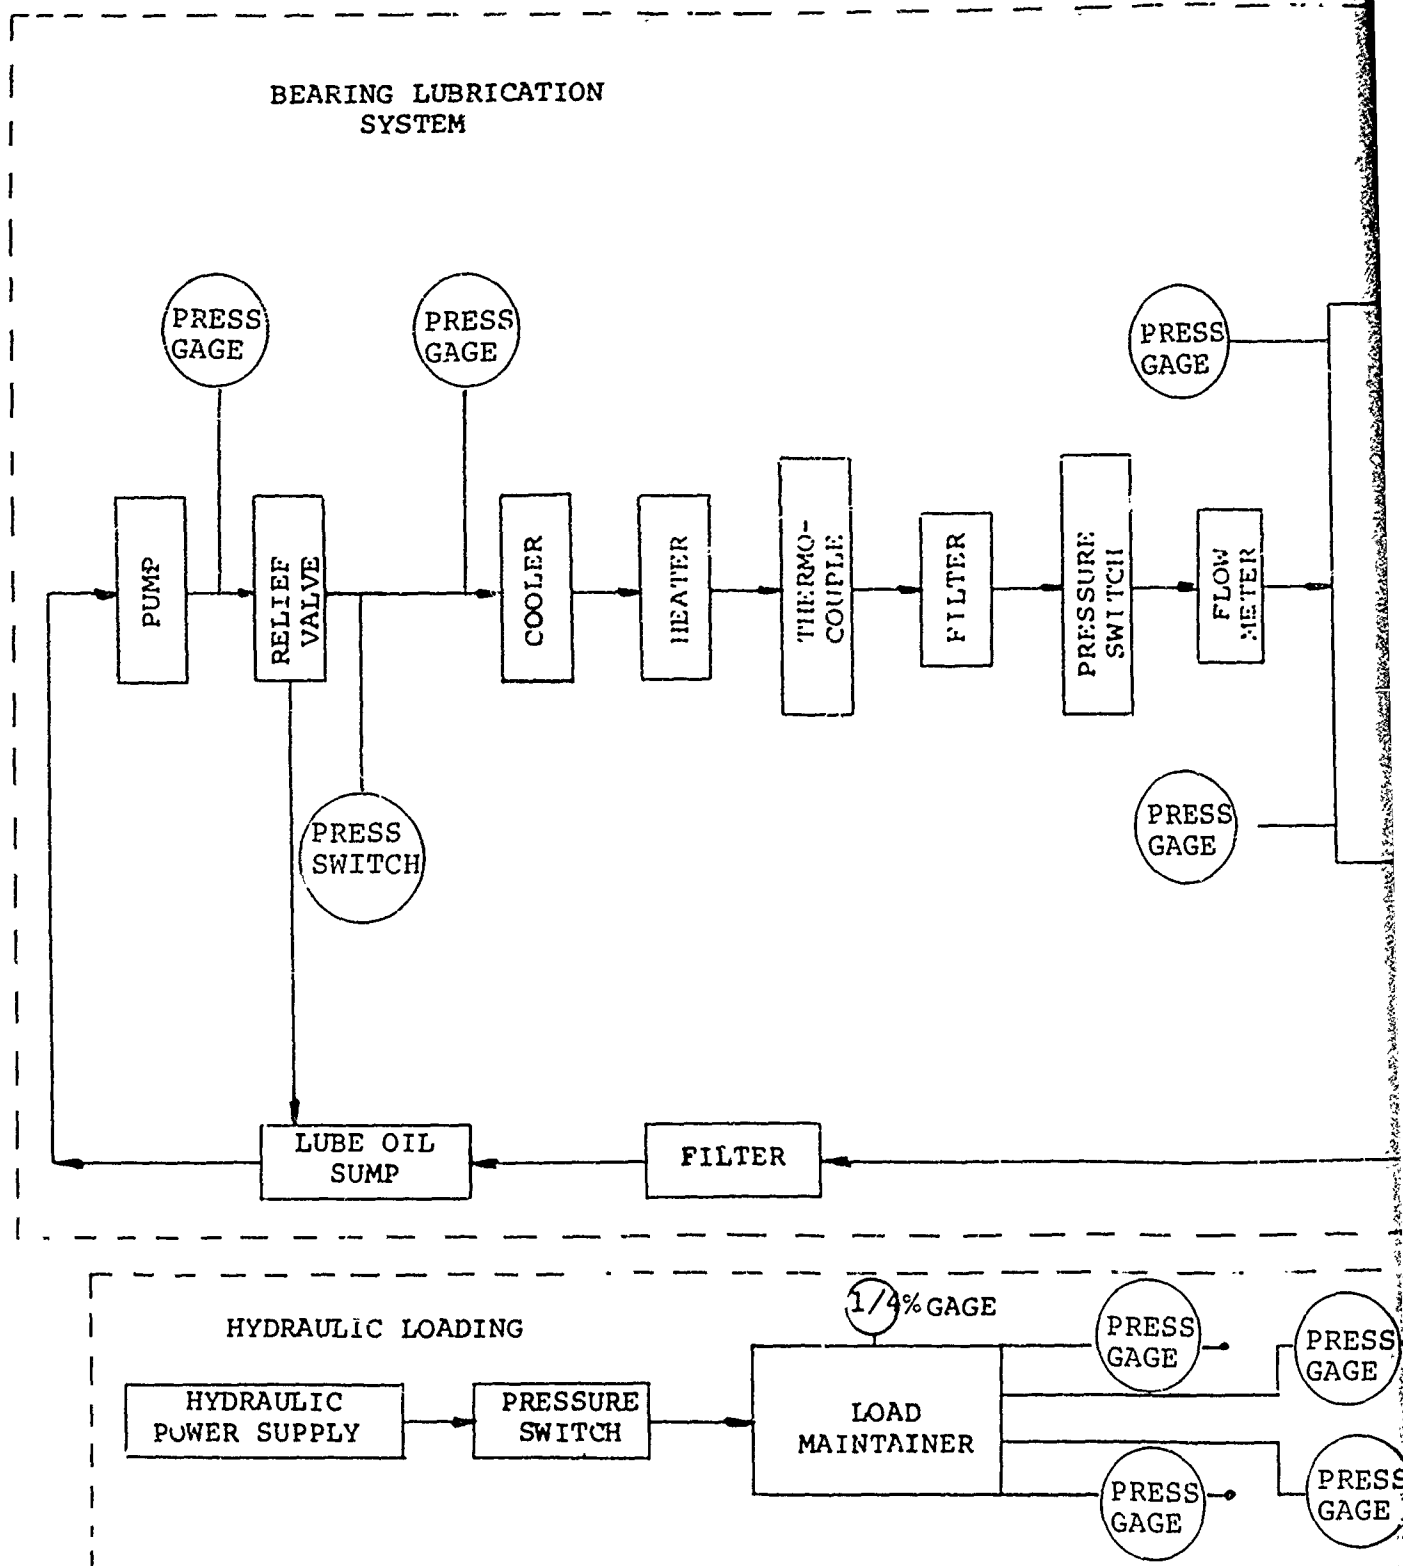 BEARING LUBRICATION
SYSTEM
PRESS
GAGE
PRESS
GAGE
PRESS
GAGE
PUMP
RELIEF
VALVE
COOLER
HEATER
THERMO-
COUPLE
FILTER
PRESSURE
SWITCH
FLOW
METER
PRESS
SWITCH
PRESS
GAGE
LUBE OIL
SUMP
FILTER
HYDRAULIC LOADING
1/4% GAGE
PRESS
GAGE
PRESS
GAGE
HYDRAULIC
POWER SUPPLY
PRESSURE
SWITCH
LOAD
MAINTAINER
PRESS
GAGE
PRESS
GAGE